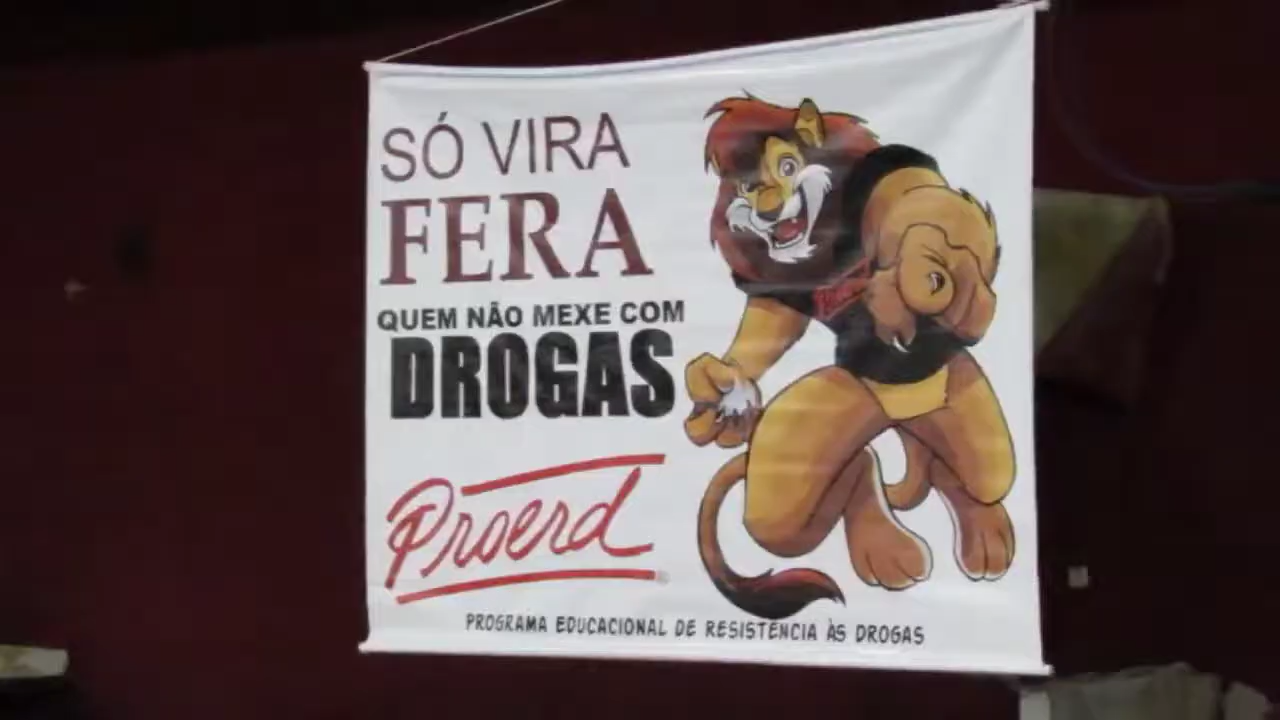 SÓ VIRA
FERA
QUEM NÃO MEXE COM
DROGAS
Proerd
PROGRAMA EDUCACIONAL DE RESISTÊNCIA ÀS DROGAS